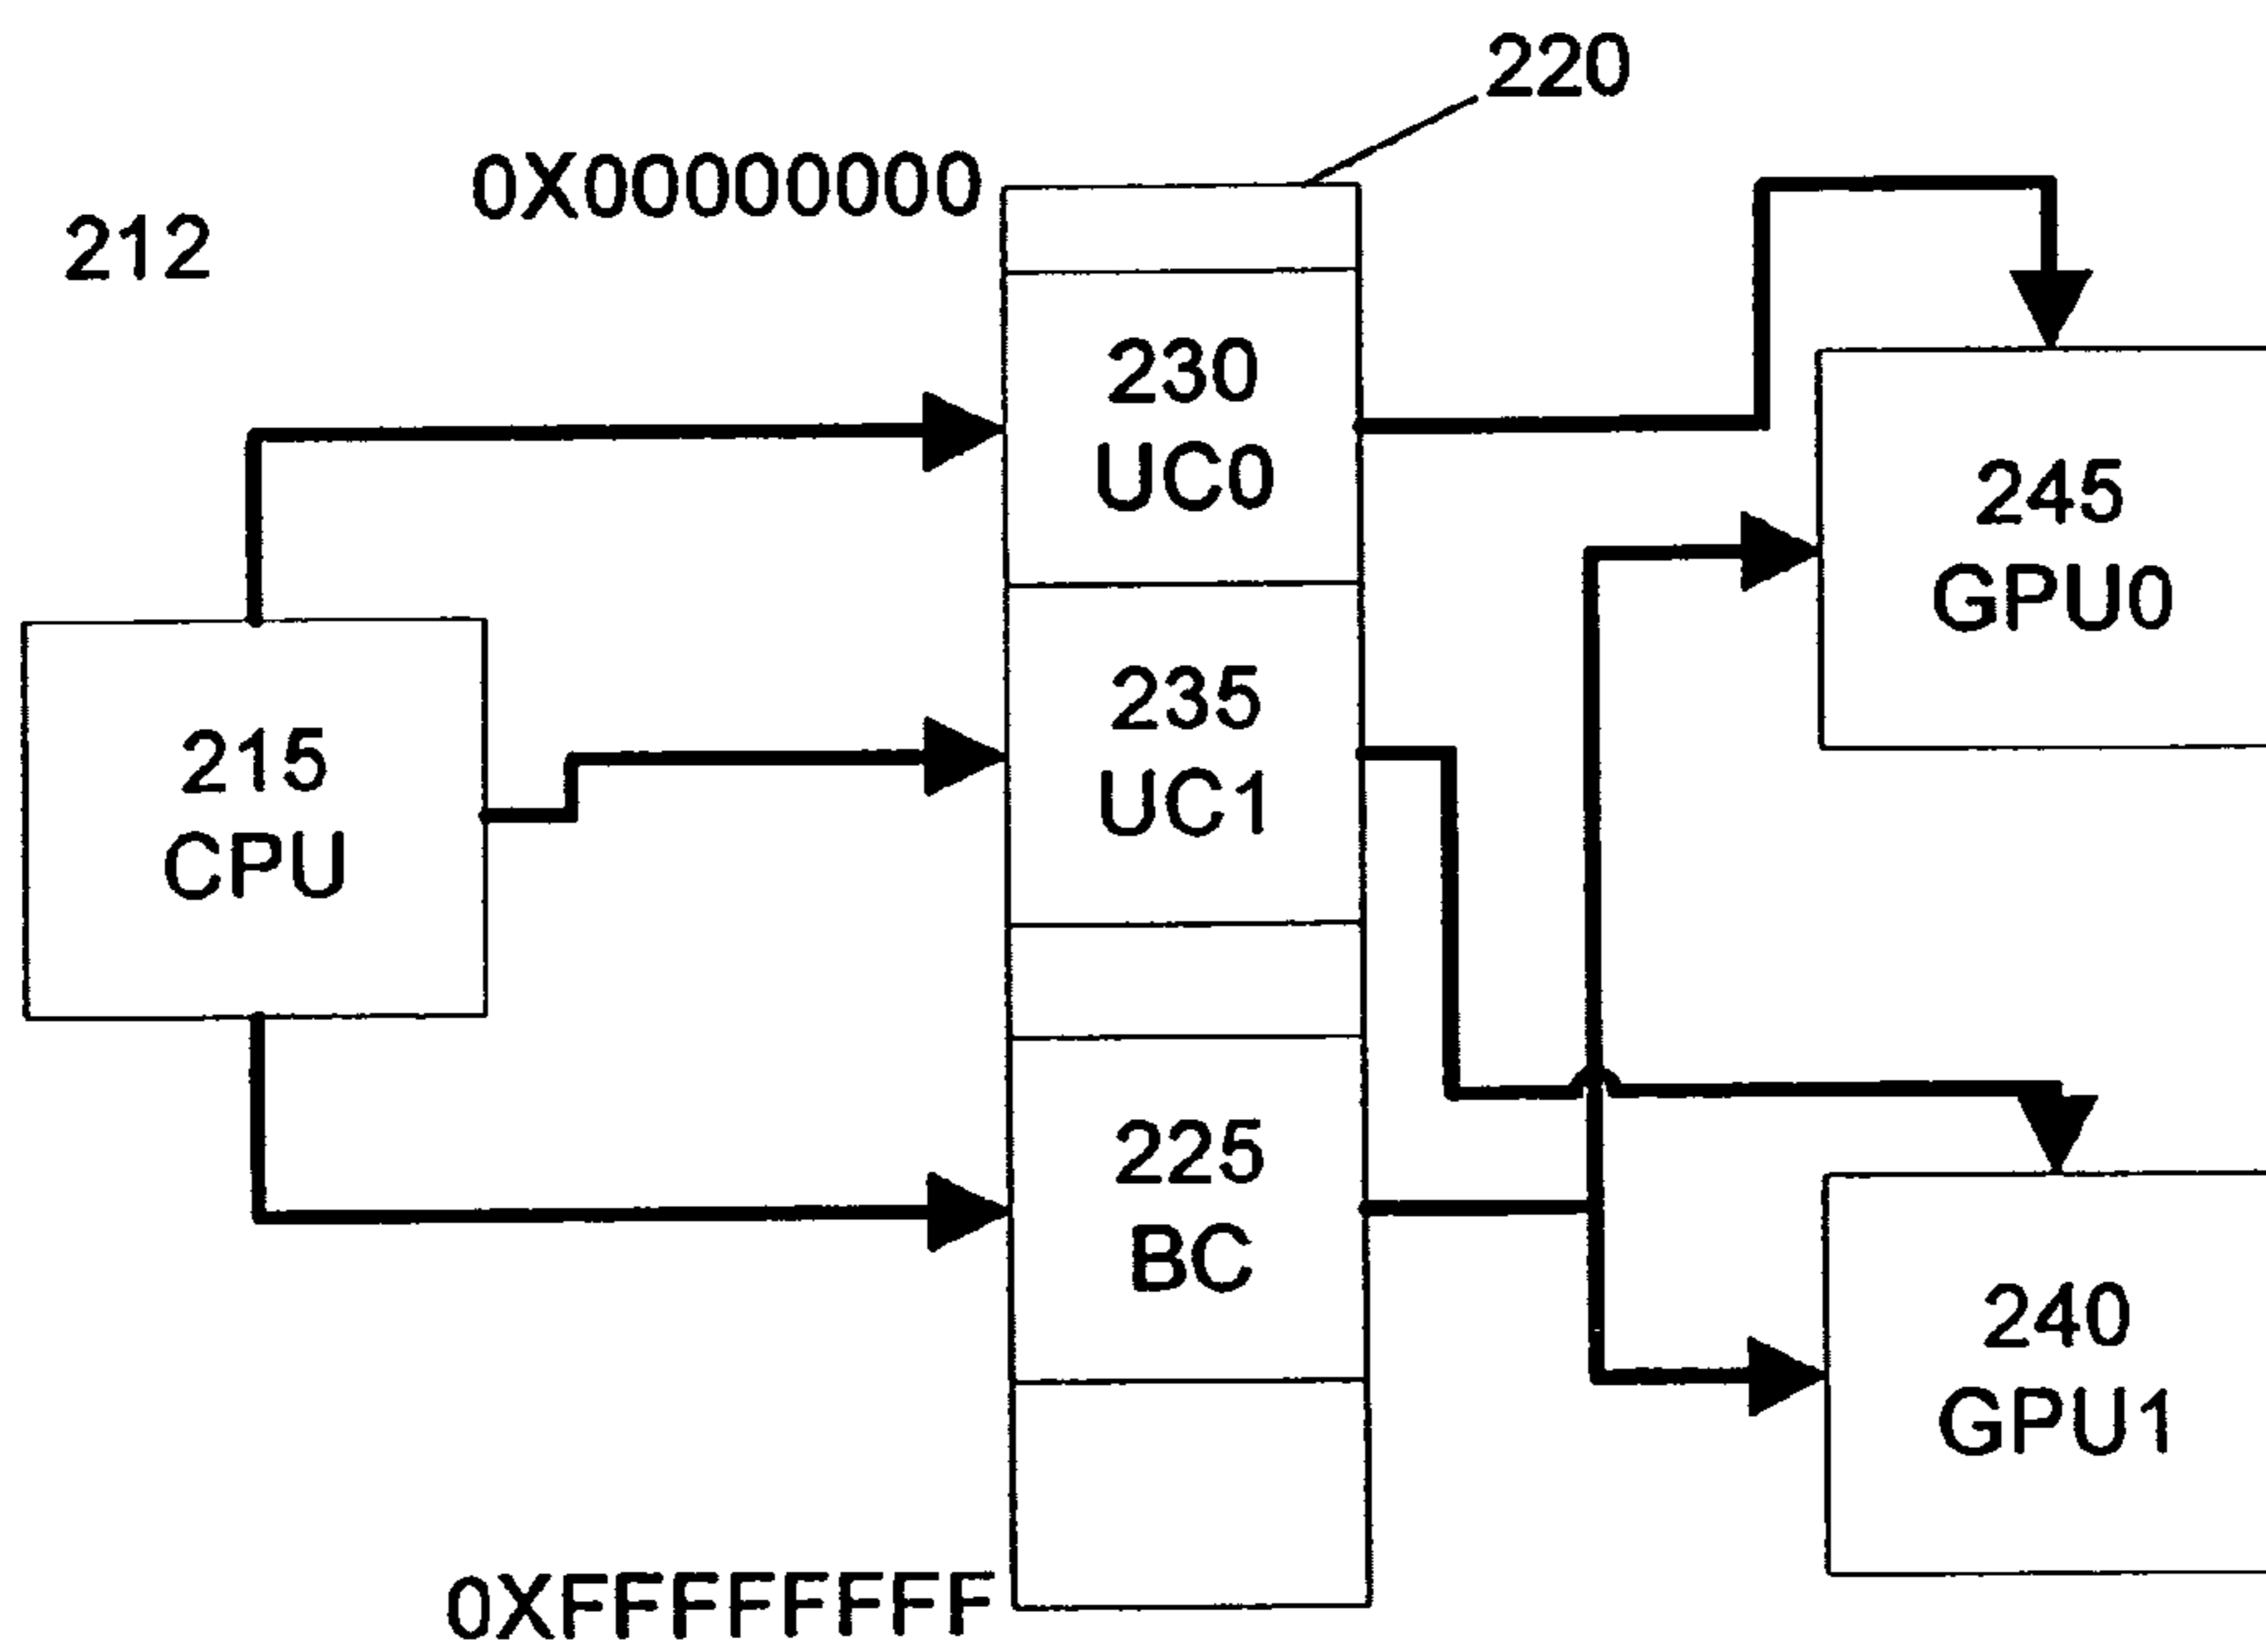 220
0X00000000
212
230
UC0
245
GPU0
235
UC1
215
CPU
225
BC
240
GPU1
0XFFFFFFFF